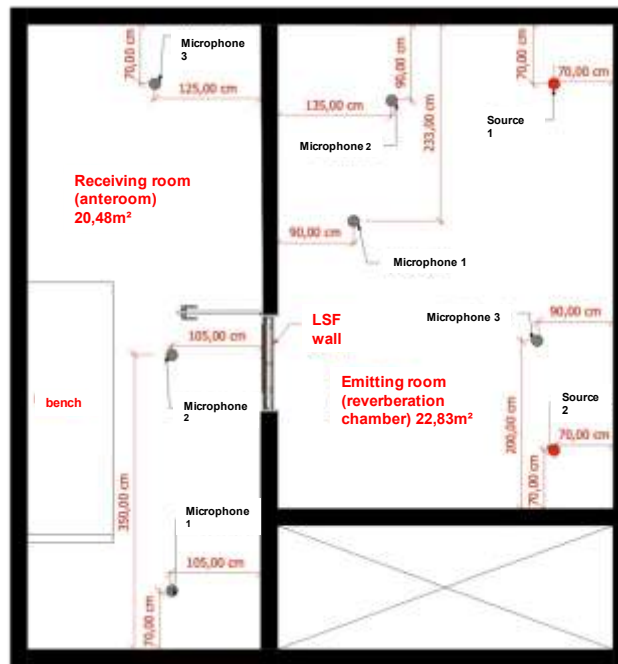 70,00 cm
Microphone
3
125,00 cm
90,00 cm
70,00 cm
70,00 cm
135,00 cm
Source
1
Microphone 2
233,00 cm
Receiving room
(anteroom)
20,48m²
90,00 cm
Microphone 1
LSF
wall
Microphone 3
90,00 cm
105,00 cm
Emitting room
(reverberation
chamber) 22,83m²
bench
Microphone
2
Source
2
200,00 cm
70,00 cm
70,00 cm
350,00 cm
Microphone
1
105,00 cm
70,00 cm